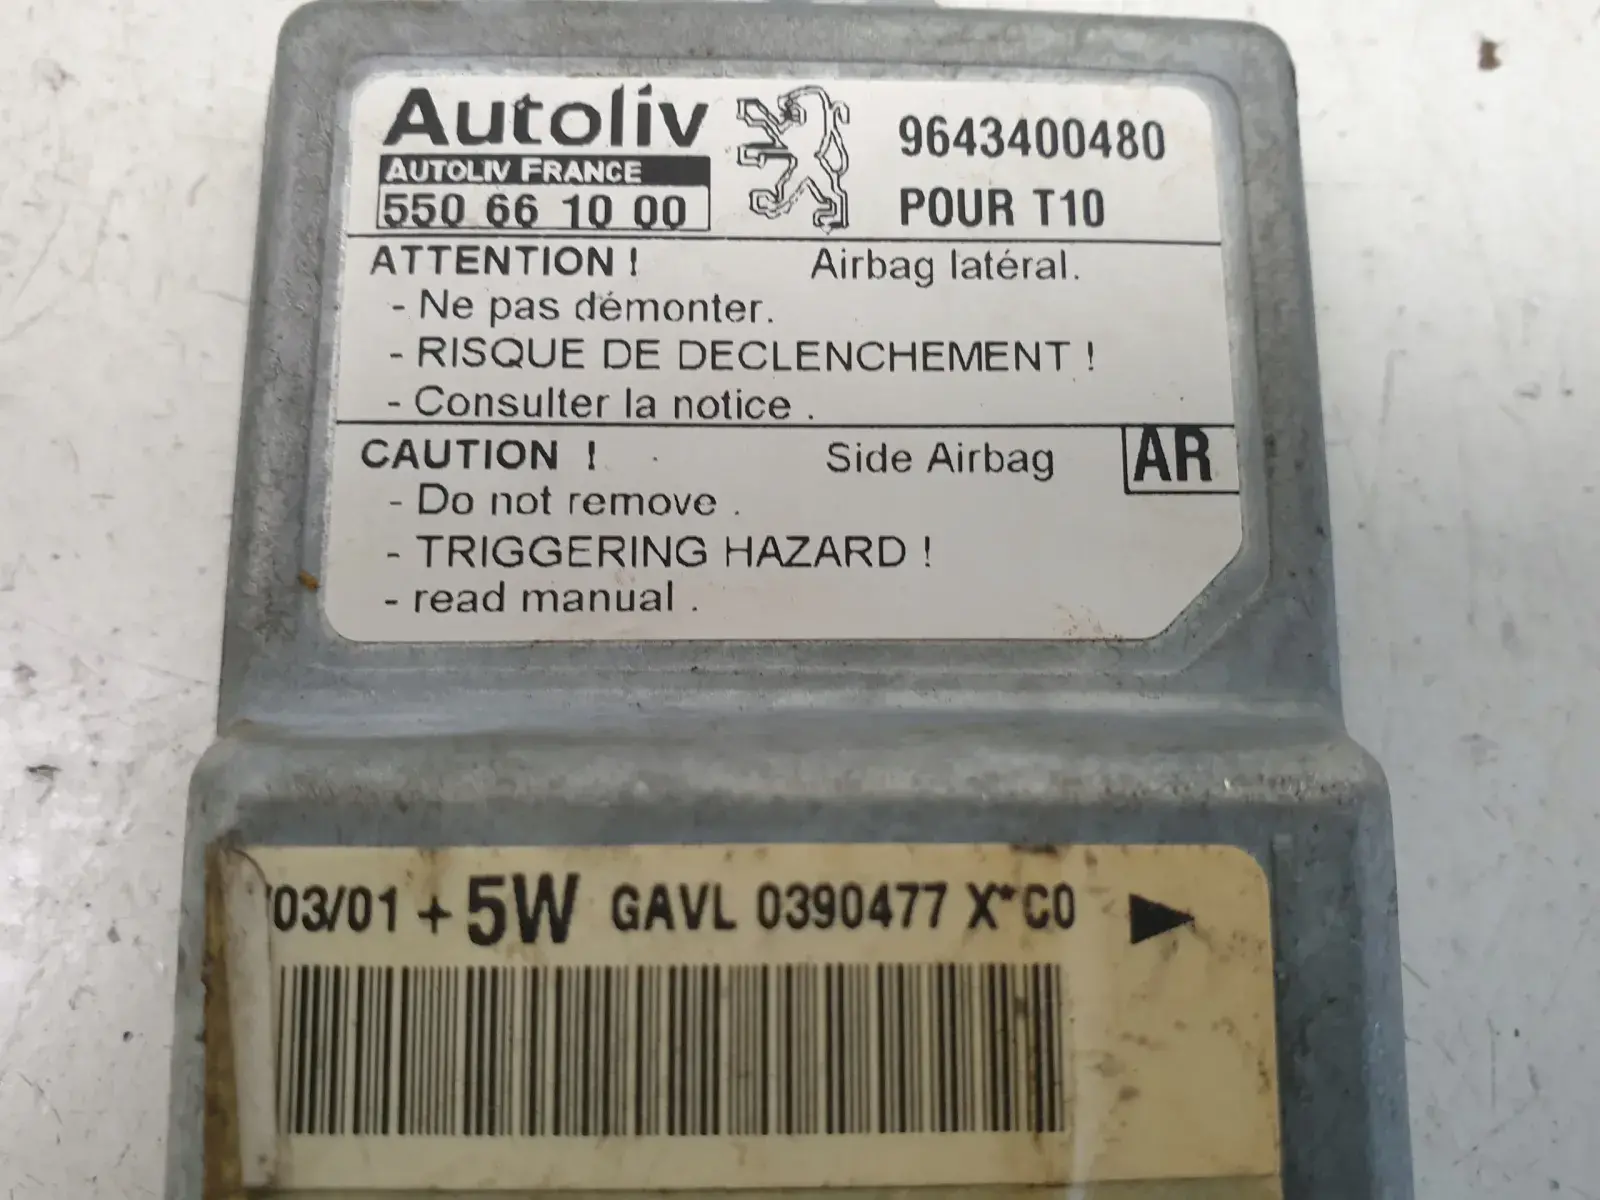 Autoliv
AUTOLIV FRANCE
550 66 10 00
9643400480
POUR T10
ATTENTION ! Airbag latéral.
- Ne pas démonter.
- RISQUE DE DECLENCHEMENT !
- Consulter la notice .
CAUTION ! Side Airbag AR
- Do not remove .
- TRIGGERING HAZARD !
- read manual .
/03/01 + 5W GAVL 0390477 X*C0